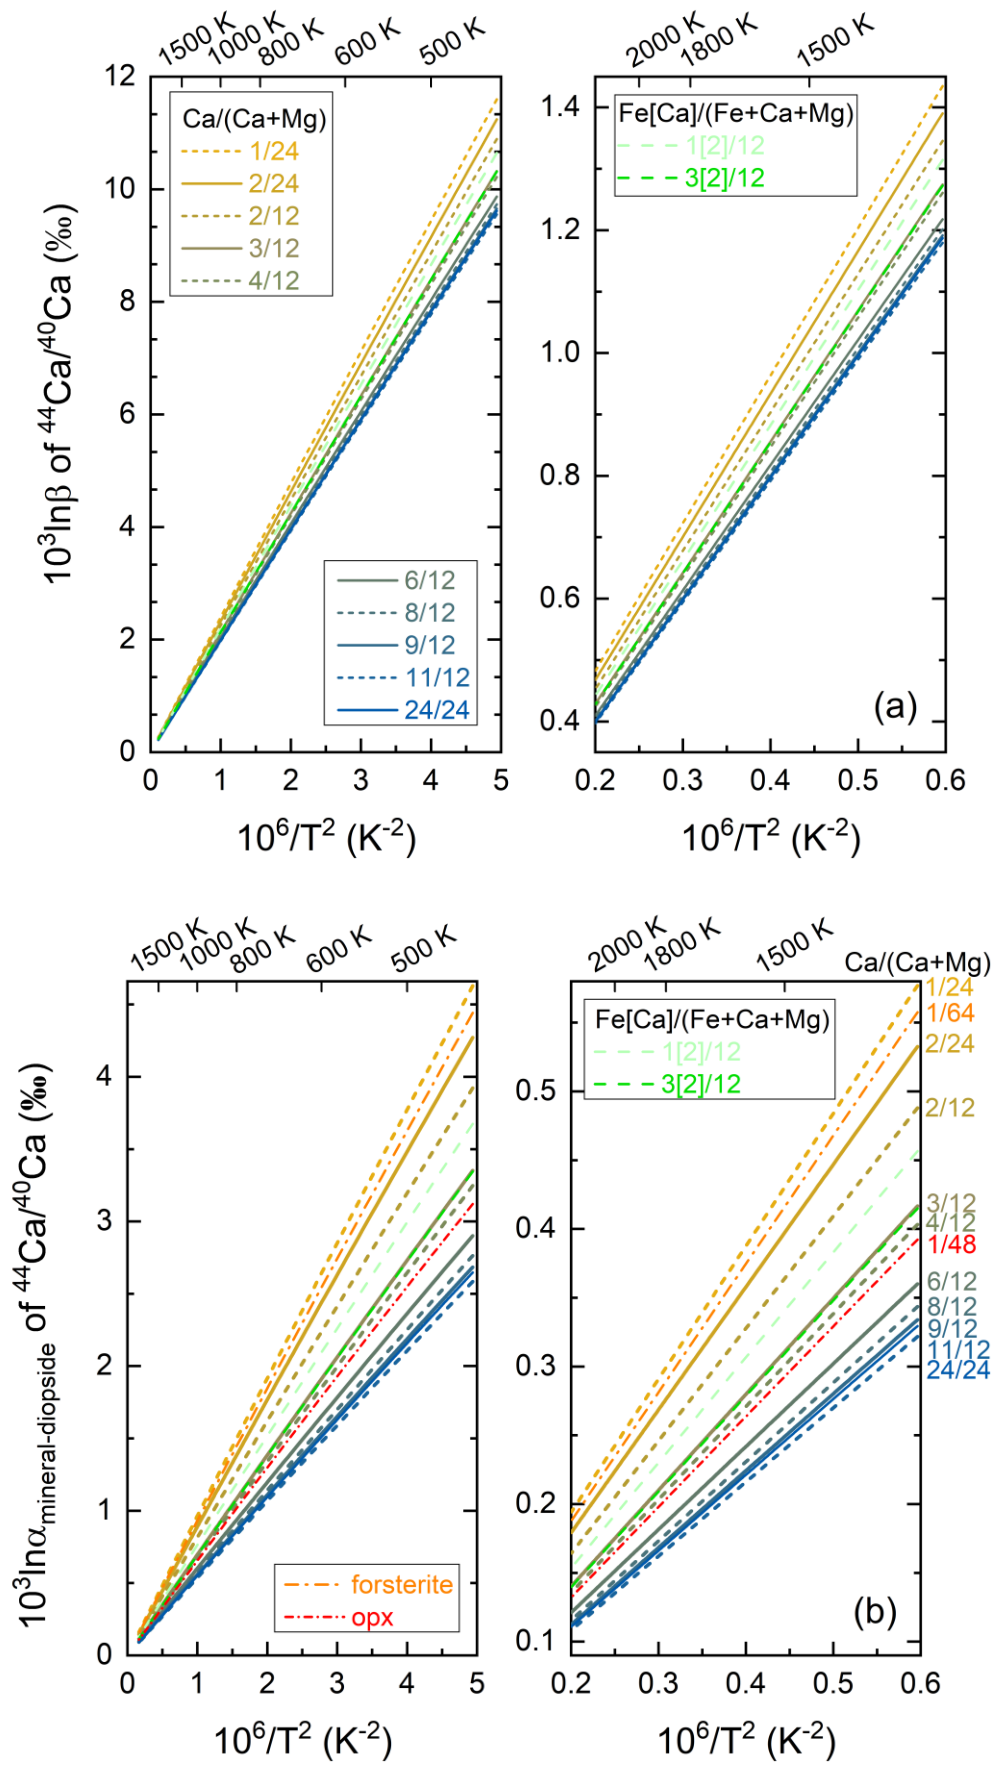 1500 K
1000 K
800 K
600 K
500 K
2000 K
1800 K
1500 K
12
10
8
6
4
2
0
10³lnβ of ⁴⁴Ca/⁴⁰Ca (‰)
Ca/(Ca+Mg)
1/24
2/24
2/12
3/12
4/12
6/12
8/12
9/12
11/12
24/24
0
1
2
3
4
5
10⁶/T² (K⁻²)
1.4
1.2
1.0
0.8
0.6
0.4
Fe[Ca]/(Fe+Ca+Mg)
1[2]/12
3[2]/12
(a)
0.2
0.3
0.4
0.5
0.6
10⁶/T² (K⁻²)
1500 K
1000 K
800 K
600 K
500 K
2000 K
1800 K
1500 K
4
3
2
1
0
10³lnα mineral-diopside of ⁴⁴Ca/⁴⁰Ca (‰)
forsterite
opx
0
1
2
3
4
5
10⁶/T² (K⁻²)
0.5
0.4
0.3
0.2
0.1
Fe[Ca]/(Fe+Ca+Mg)
1[2]/12
3[2]/12
Ca/(Ca+Mg)
1/24
1/64
2/24
2/12
3/12
4/12
1/48
6/12
8/12
9/12
11/12
24/24
(b)
0.2
0.3
0.4
0.5
0.6
10⁶/T² (K⁻²)